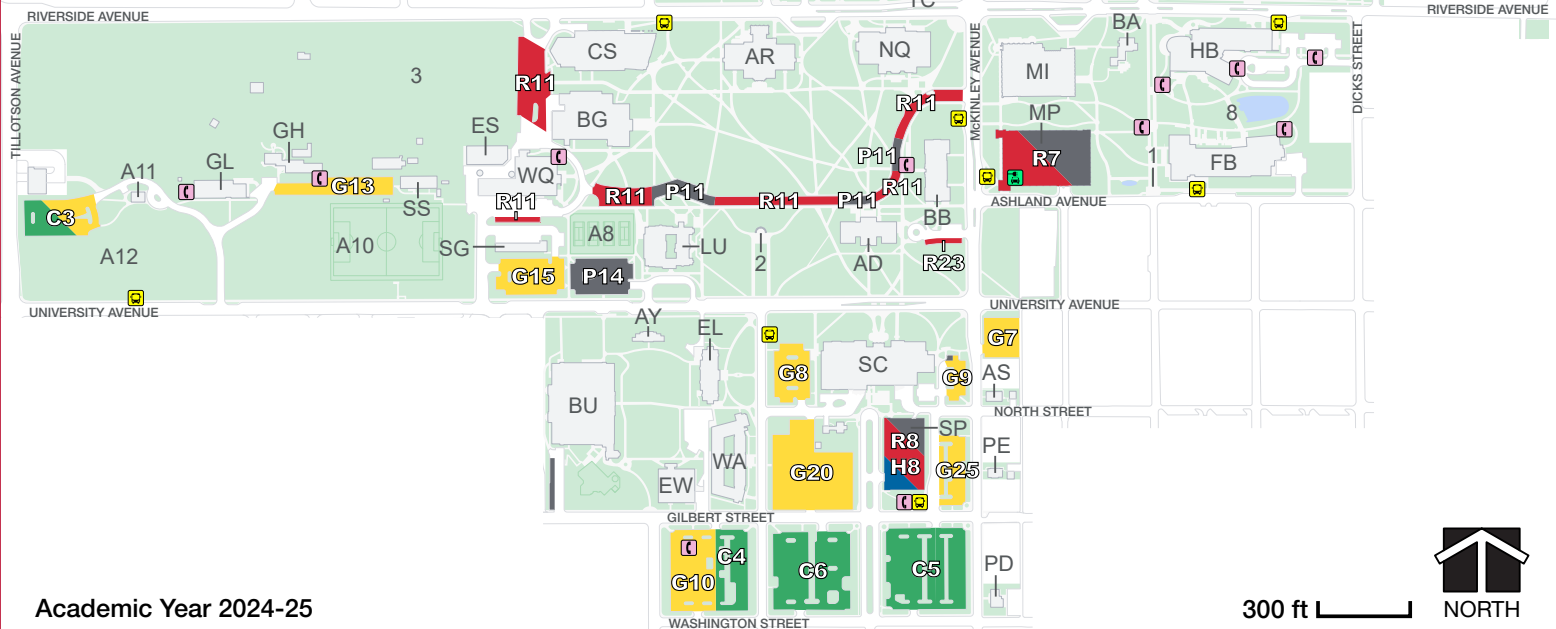 RIVERSIDE AVENUE
RIVERSIDE AVENUE
TILLOTSON AVENUE
McKINLEY AVENUE
DICKS STREET
BA
CS
AR
NQ
HB
MI
3
R11
R11
BG
MP
8
ES
GH
P11
R7
1
FB
A11
GL
WQ
G13
R11
P11
R11
P11
R11
SS
R11
C3
BB
ASHLAND AVENUE
A12
A10
SG
A8
LU
2
AD
R23
G15
P14
UNIVERSITY AVENUE
UNIVERSITY AVENUE
AY
EL
G7
SC
G8
G9
AS
BU
NORTH STREET
SP
R8
PE
WA
G20
H8
G25
EW
GILBERT STREET
C4
G10
C6
C5
PD
Academic Year 2024-25
300 ft
NORTH
WASHINGTON STREET